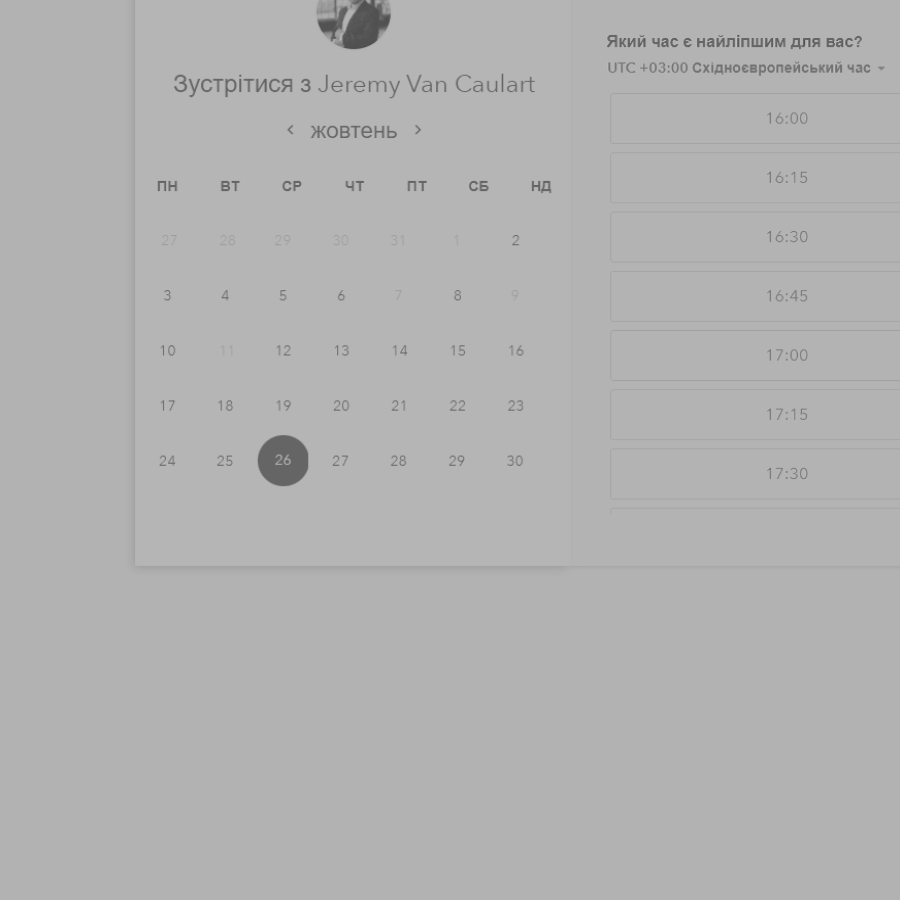 Зустрітися з Jeremy Van Caulart
жовтень
ПН ВТ СР ЧТ ПТ СБ НД
27 28 29 30 31 1 2
3 4 5 6 7 8 9
10 11 12 13 14 15 16
17 18 19 20 21 22 23
24 25 26 27 28 29 30
Який час є найліпшим для вас?
UTC +03:00 Східноєвропейський час
16:00
16:15
16:30
16:45
17:00
17:15
17:30